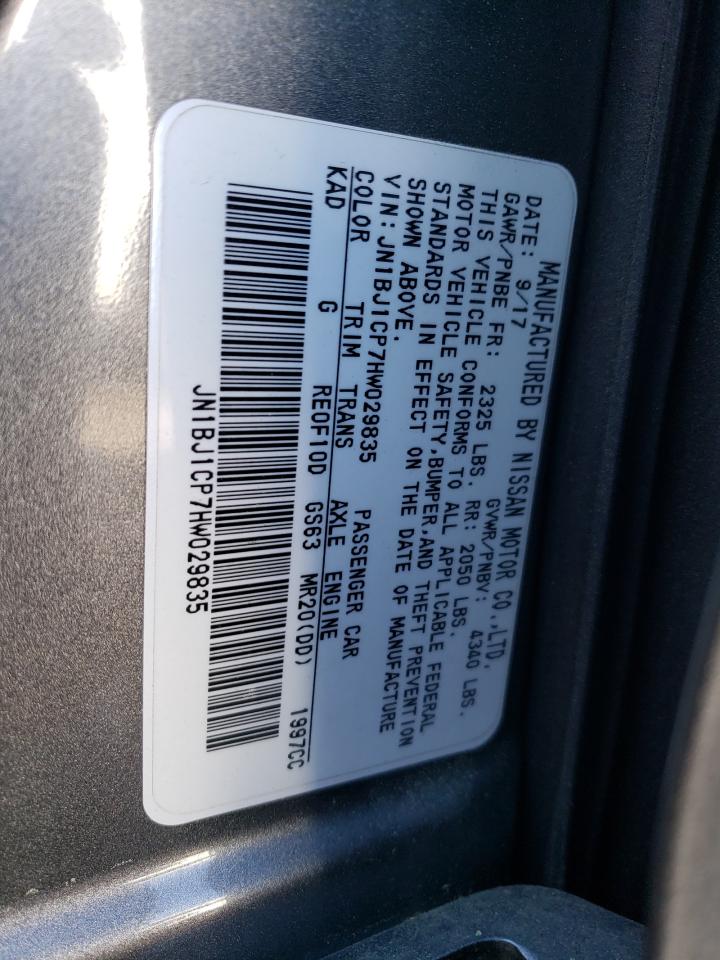 MANUFACTURED BY NISSAN MOTOR CO.,LTD.
DATE: 9/17 GVWR/PNBV: 4340 LBS.
GAWR/PNBE FR: 2325 LBS. RR: 2050 LBS.
THIS VEHICLE CONFORMS TO ALL APPLICABLE FEDERAL
MOTOR VEHICLE SAFETY,BUMPER,AND THEFT PREVENTION
STANDARDS IN EFFECT ON THE DATE OF MANUFACTURE
SHOWN ABOVE.
VIN:JN1BJ1CP7HW029835 PASSENGER CAR
COLOR TRIM TRANS AXLE ENGINE
KAD G RE0F10D GS63 MR20(DD) 1997CC
JN1BJ1CP7HW029835